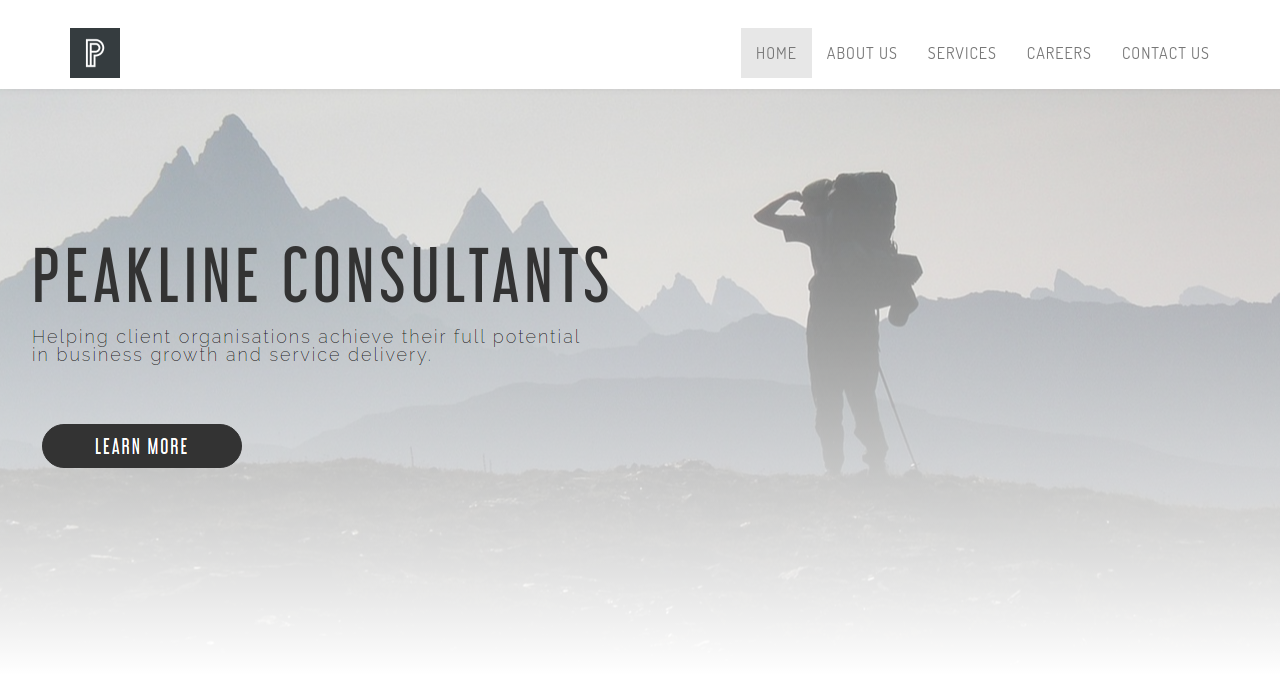 P
HOME ABOUT US SERVICES CAREERS CONTACT US
PEAKLINE CONSULTANTS
Helping client organisations achieve their full potential
in business growth and service delivery.
LEARN MORE